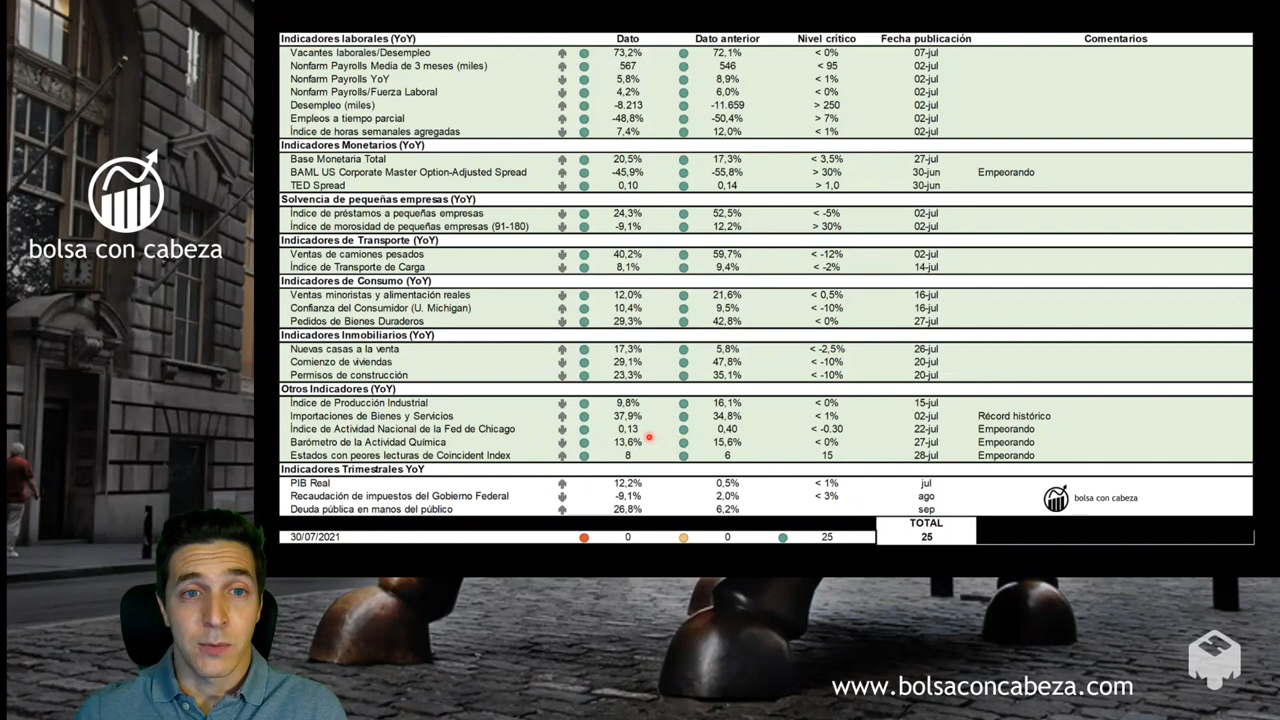 Indicadores laborales (YoY) Dato Dato anterior Nivel crítico Fecha publicación Comentarios
Vacantes laborales/Desempleo 73,2% 72,1% < 0% 07-jul
Nonfarm Payrolls Media de 3 meses (miles) 567 546 < 95 02-jul
Nonfarm Payrolls YoY 5,8% 8,9% < 1% 02-jul
Nonfarm Payrolls/Fuerza Laboral 4,2% 6,0% < 0% 02-jul
Desempleo (miles) -8.213 -11.659 > 250 02-jul
Empleos a tiempo parcial -48,8% -50,4% > 7% 02-jul
Índice de horas semanales agregadas 7,4% 12,0% < 1% 02-jul
Indicadores Monetarios (YoY)
Base Monetaria Total 20,5% 17,3% < 3,5% 27-jul
BAML US Corporate Master Option-Adjusted Spread -45,9% -55,8% > 30% 30-jun Empeorando
TED Spread 0,10 0,14 > 1,0 30-jun
Solvencia de pequeñas empresas (YoY)
Índice de préstamos a pequeñas empresas 24,3% 52,5% < -5% 02-jul
Índice de morosidad de pequeñas empresas (91-180) -9,1% 12,2% > 30% 02-jul
Indicadores de Transporte (YoY)
Ventas de camiones pesados 40,2% 59,7% < -12% 02-jul
Índice de Transporte de Carga 8,1% 9,4% < -2% 14-jul
Indicadores de Consumo (YoY)
Ventas minoristas y alimentación reales 12,0% 21,6% < 0,5% 16-jul
Confianza del Consumidor (U. Michigan) 10,4% 9,5% < -10% 16-jul
Pedidos de Bienes Duraderos 29,3% 42,8% < 0% 27-jul
Indicadores Inmobiliarios (YoY)
Nuevas casas a la venta 17,3% 5,8% < -2,5% 26-jul
Comienzo de viviendas 29,1% 47,8% < -10% 20-jul
Permisos de construcción 23,3% 35,1% < -10% 20-jul
Otros Indicadores (YoY)
Índice de Producción Industrial 9,8% 16,1% < 0% 15-jul
Importaciones de Bienes y Servicios 37,9% 34,8% < 1% 02-jul Récord histórico
Índice de Actividad Nacional de la Fed de Chicago 0,13 0,40 < -0.30 22-jul Empeorando
Barómetro de la Actividad Química 13,6% 15,6% < 0% 27-jul Empeorando
Estados con peores lecturas de Coincident Index 8 6 15 28-jul Empeorando
Indicadores Trimestrales YoY
PIB Real 12,2% 0,5% < 1% jul
Recaudación de impuestos del Gobierno Federal -9,1% 2,0% < 3% ago
Deuda pública en manos del público 26,8% 6,2% sep
bolsa con cabeza
TOTAL
30/07/2021 0 0 25 25
bolsa con cabeza
www.bolsaconcabeza.com